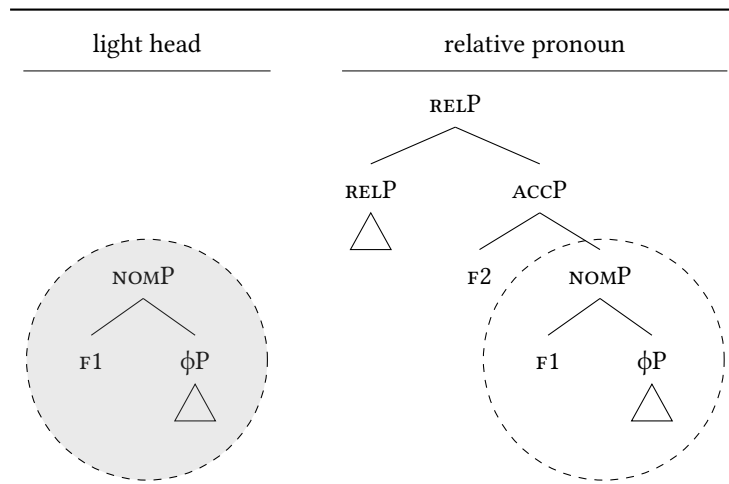 light head relative pronoun
RELP
RELP ACCP
NOMP F2 NOMP
F1 ϕP F1 ϕP